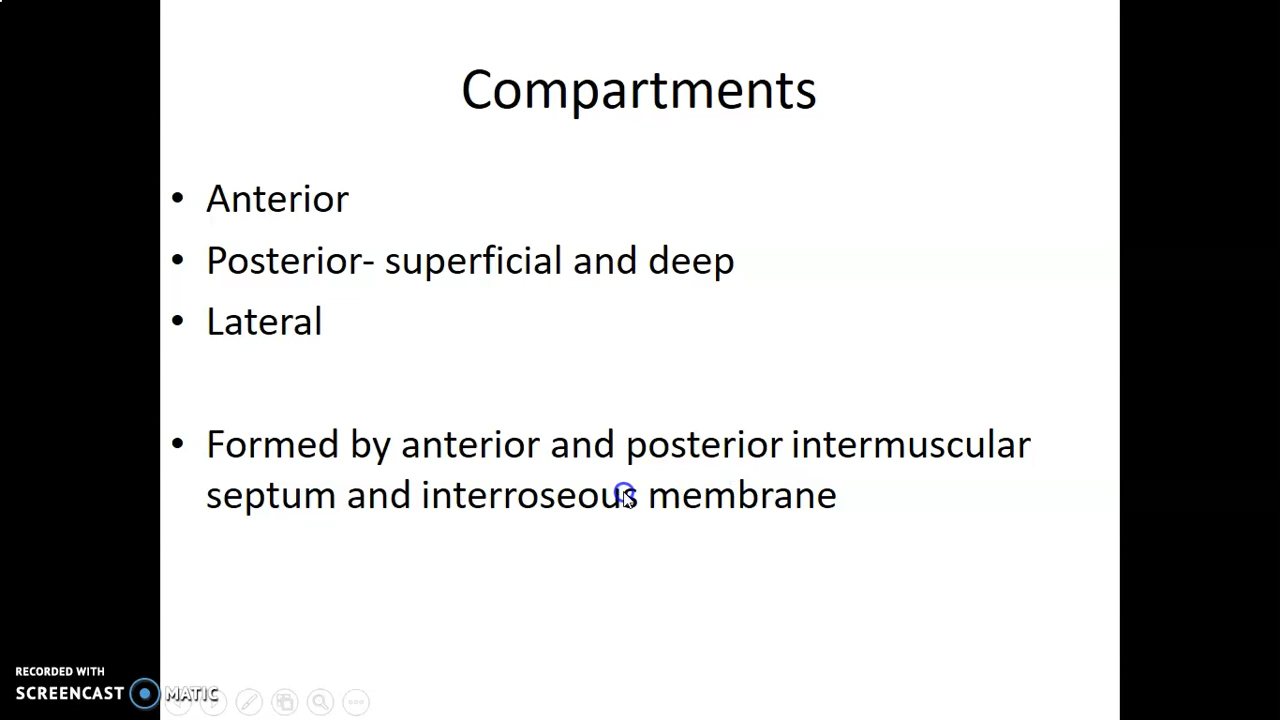 Compartments
• Anterior
• Posterior- superficial and deep
• Lateral
• Formed by anterior and posterior intermuscular
septum and interroseous membrane
RECORDED WITH
SCREENCAST MATIC